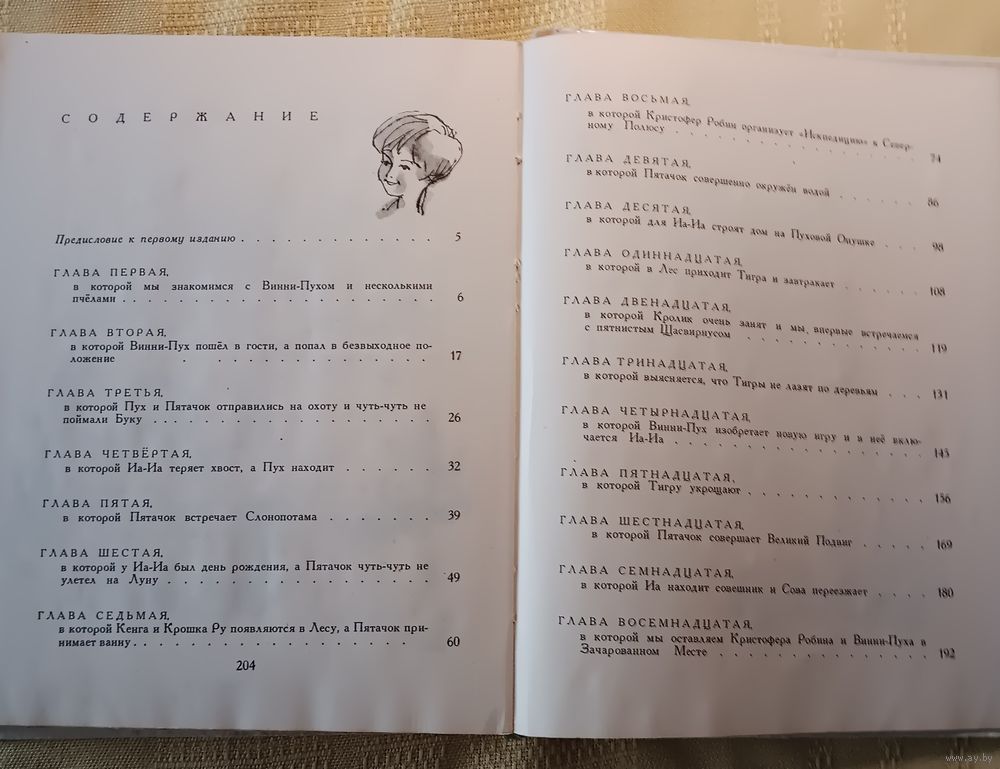 СОДЕРЖАНИЕ
Предисловие к первому изданию . . . . . . . . . . . . 5
ГЛАВА ПЕРВАЯ,
в которой мы знакомимся с Винни-Пухом и несколькими
пчёлами . . . . . . . . . . . . . . . . . . 6
ГЛАВА ВТОРАЯ,
в которой Винни-Пух пошёл в гости, а попал в безвыходное по-
ложение . . . . . . . . . . . . . 17
ГЛАВА ТРЕТЬЯ,
в которой Пух и Пятачок отправились на охоту и чуть-чуть не
поймали Буку . . . . . . . . . . . . . . . . 26
ГЛАВА ЧЕТВЁРТАЯ,
в которой Иа-Иа теряет хвост, а Пух находит . . . . . . 32
ГЛАВА ПЯТАЯ,
в которой Пятачок встречает Слонопотама . . . . . . . 39
ГЛАВА ШЕСТАЯ,
в которой у Иа-Иа был день рождения, а Пятачок чуть-чуть не
улетел на Луну . . . . . . . . . . . . . . . 49
ГЛАВА СЕДЬМАЯ,
в которой Кенга и Крошка Ру появляются в Лесу, а Пятачок при-
нимает ванну . . . . . . . . . . . . . . . . 60
204
ГЛАВА ВОСЬМАЯ,
в которой Кристофер Робин организует «Искпедицию» к Север-
ному Полюсу . . . . . . . . . . . . . . . 74
ГЛАВА ДЕВЯТАЯ,
в которой Пятачок совершенно окружён водой . . . . . 86
ГЛАВА ДЕСЯТАЯ,
в которой для Иа-Иа строят дом на Пуховой Опушке . . . 98
ГЛАВА ОДИННАДЦАТАЯ,
в которой в Лес приходит Тигра и завтракает . . . . . 108
ГЛАВА ДВЕНАДЦАТАЯ,
в которой Кролик очень занят и мы впервые встречаемся
с пятнистым Щасвирнусом . . . . . . . . . . . 119
ГЛАВА ТРИНАДЦАТАЯ,
в которой выясняется, что Тигры не лазят по деревьям . . . 131
ГЛАВА ЧЕТЫРНАДЦАТАЯ,
в которой Винни-Пух изобретает новую игру и в неё вклю-
чается Иа-Иа . . . . . . . . . . . . . . . 143
ГЛАВА ПЯТНАДЦАТАЯ,
в которой Тигру укрощают . . . . . . . . . . . 156
ГЛАВА ШЕСТНАДЦАТАЯ,
в которой Пятачок совершает Великий Подвиг . . . . . 169
ГЛАВА СЕМНАДЦАТАЯ,
в которой Иа находит совешник и Сова переезжает . . . . 180
ГЛАВА ВОСЕМНАДЦАТАЯ,
в которой мы оставляем Кристофера Робина и Винни-Пуха в
Зачарованном Месте . . . . . . . . . . . . . 192
www.ay.by